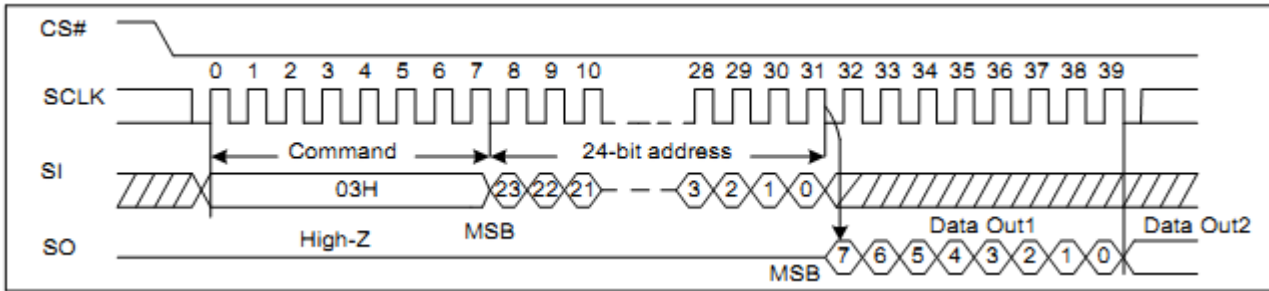 CS#
0 1 2 3 4 5 6 7 8 9 10 28 29 30 31 32 33 34 35 36 37 38 39
SCLK
Command 24-bit address
SI
03H 23 22 21 3 2 1 0
High-Z MSB Data Out1 Data Out2
SO
MSB 7 6 5 4 3 2 1 0